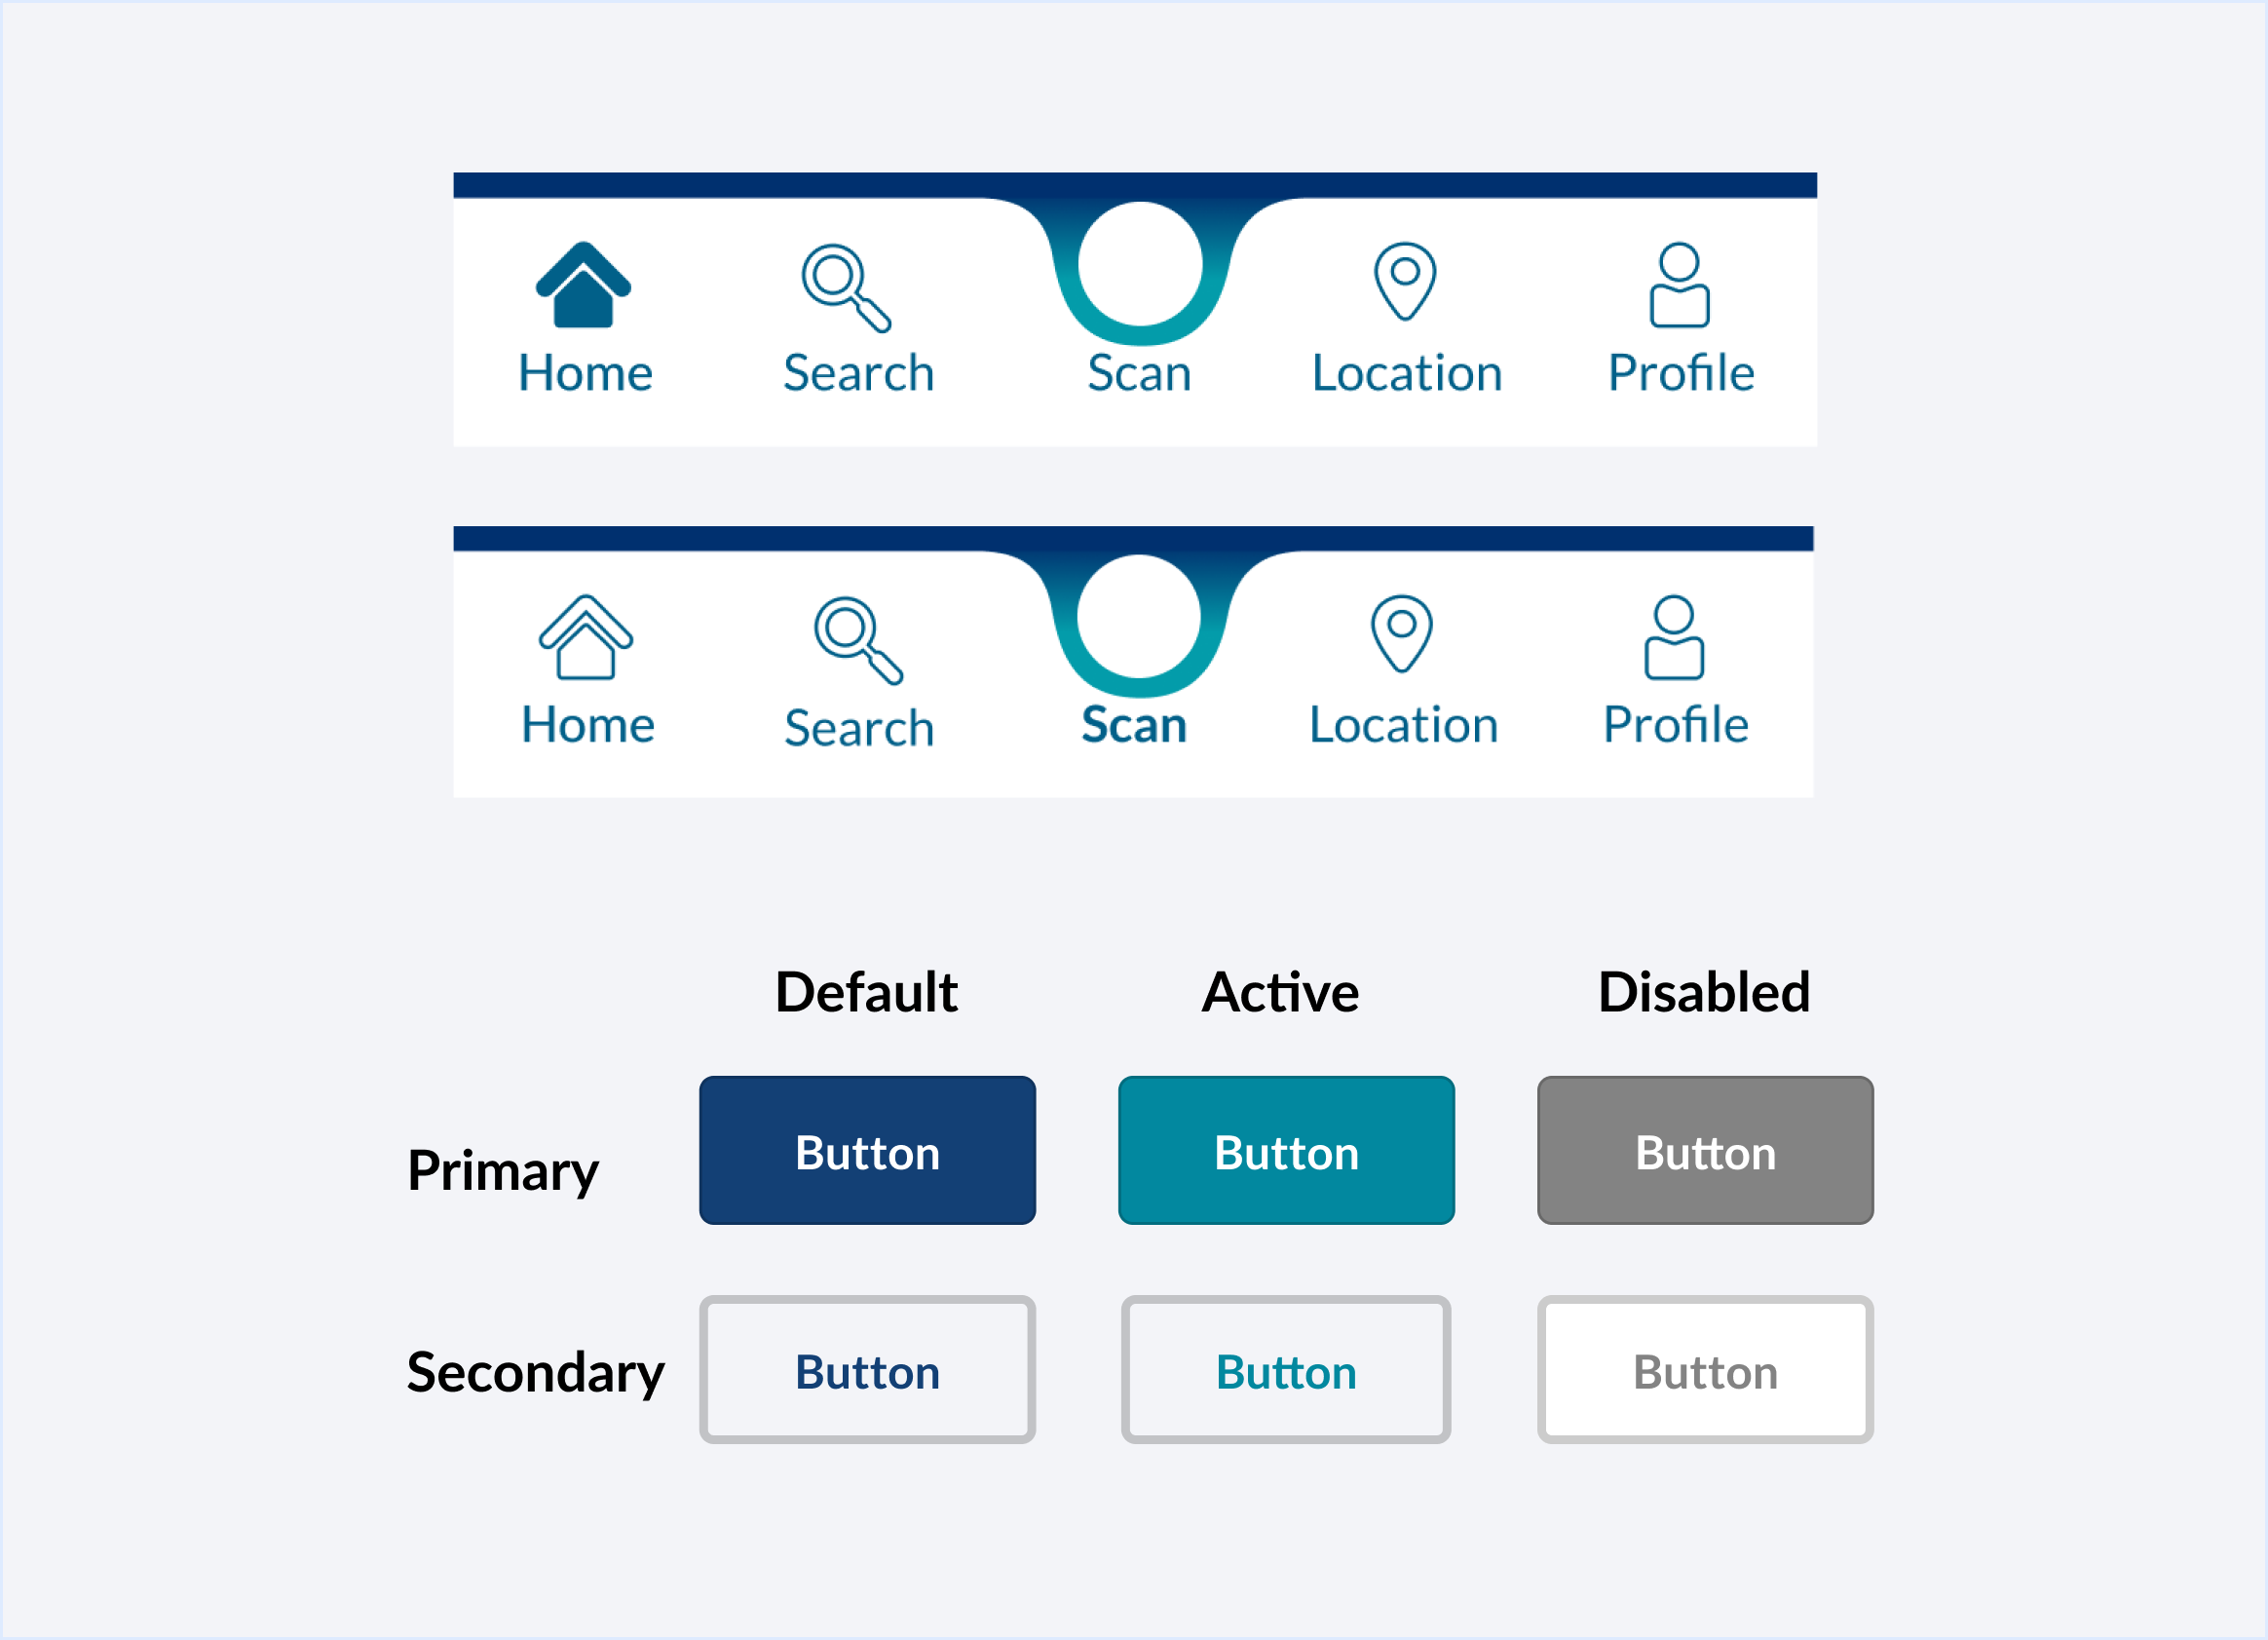 Home Search Scan Location Profile
Home Search Scan Location Profile
Default Active Disabled
Primary Button Button Button
Secondary Button Button Button